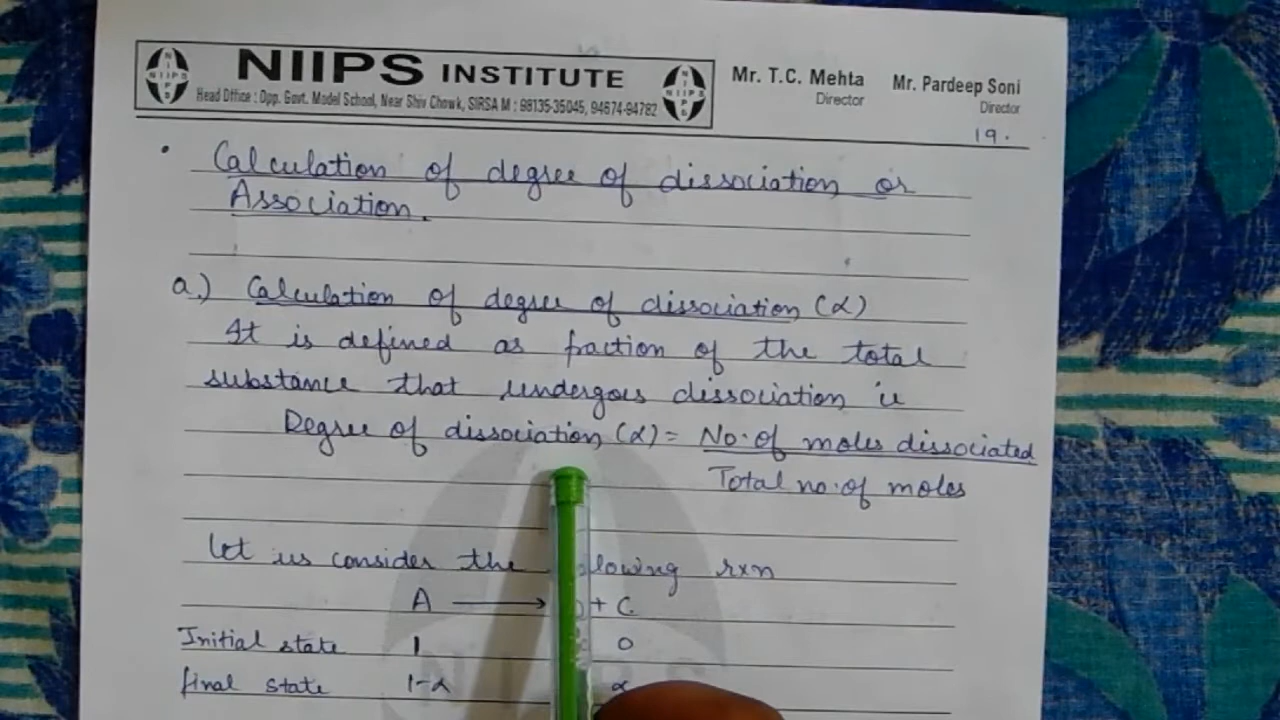 NIIPS INSTITUTE
Head Office : Opp. Govt. Model School, Near Shiv Chowk, SIRSA M : 98135-35045, 94674-94782
Mr. T.C. Mehta
Director
Mr. Pardeep Soni
Director
19.
• Calculation of degree of dissociation or
Association.
a.) Calculation of degree of dissociation (α)
It is defined as fraction of the total
substance that undergoes dissociation ie
Degree of dissociation (α) = No. of moles dissociated
Total no. of moles
Let us consider the rxn
A ⟶ + C
Initial state 1 0
final state 1-α α